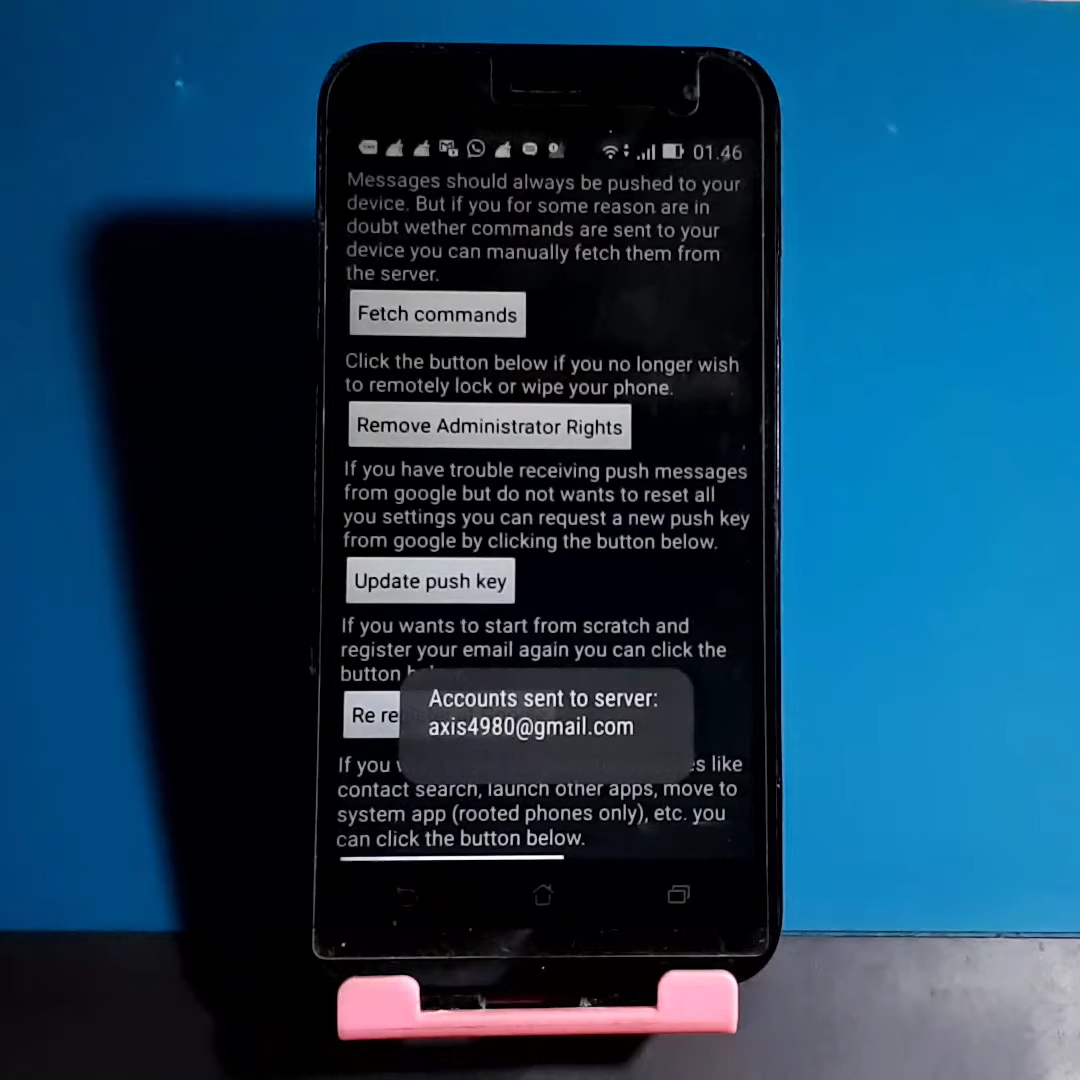 01.46
Messages should always be pushed to your
device. But if you for some reason are in
doubt wether commands are sent to your
device you can manually fetch them from
the server.
Fetch commands
Click the button below if you no longer wish
to remotely lock or wipe your phone.
Remove Administrator Rights
If you have trouble receiving push messages
from google but do not wants to reset all
you settings you can request a new push key
from google by clicking the button below.
Update push key
If you wants to start from scratch and
register your email again you can click the
button
Re re
Accounts sent to server:
axis4980@gmail.com
If you like
contact search, launch other apps, move to
system app (rooted phones only), etc. you
can click the button below.